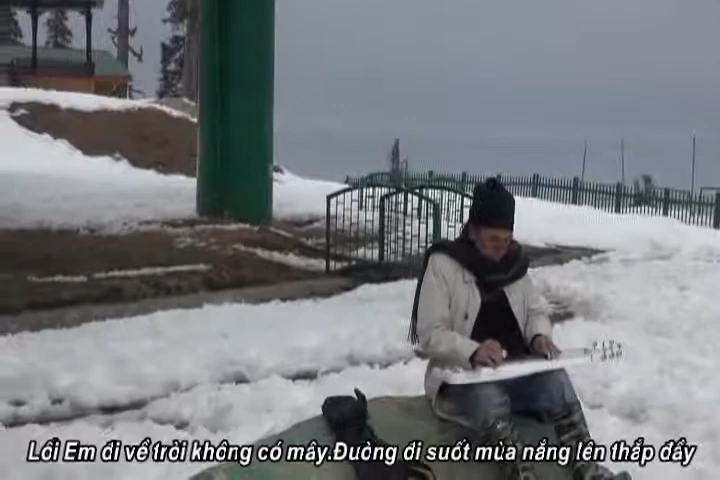 Lối Em đi về trời không có mây.Đường đi suốt mùa nắng lên thắp đầy